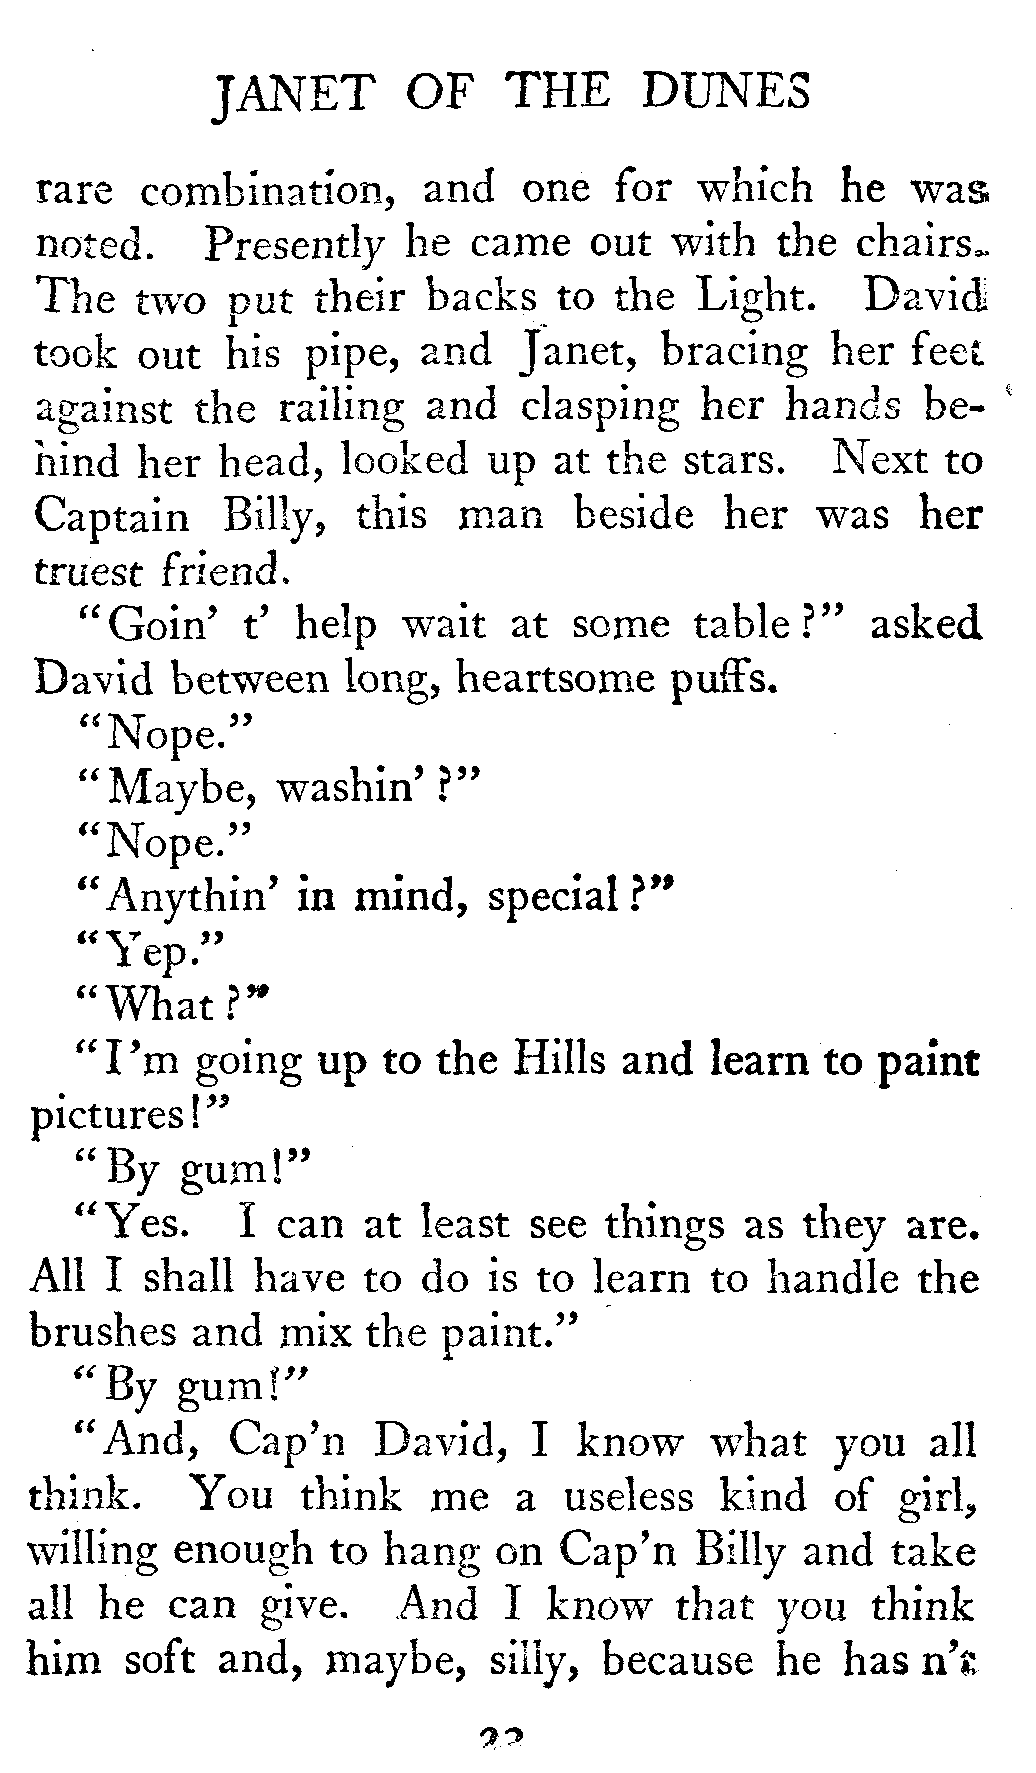 JANET OF THE DUNES
rare combination, and one for which he was
noted. Presently he came out with the chairs.
The two put their backs to the Light. David
took out his pipe, and Janet, bracing her feet
against the railing and clasping her hands be-
hind her head, looked up at the stars. Next to
Captain Billy, this man beside her was her
truest friend.
"Goin' t' help wait at some table?" asked
David between long, heartsome puffs.
"Nope."
"Maybe, washin'?"
"Nope."
"Anythin' in mind, special?"
"Yep."
"What?"
"I'm going up to the Hills and learn to paint
pictures!"
"By gum!"
"Yes. I can at least see things as they are.
All I shall have to do is to learn to handle the
brushes and mix the paint."
"By gum!"
"And, Cap'n David, I know what you all
think. You think me a useless kind of girl,
willing enough to hang on Cap'n Billy and take
all he can give. And I know that you think
him soft and, maybe, silly, because he has n't